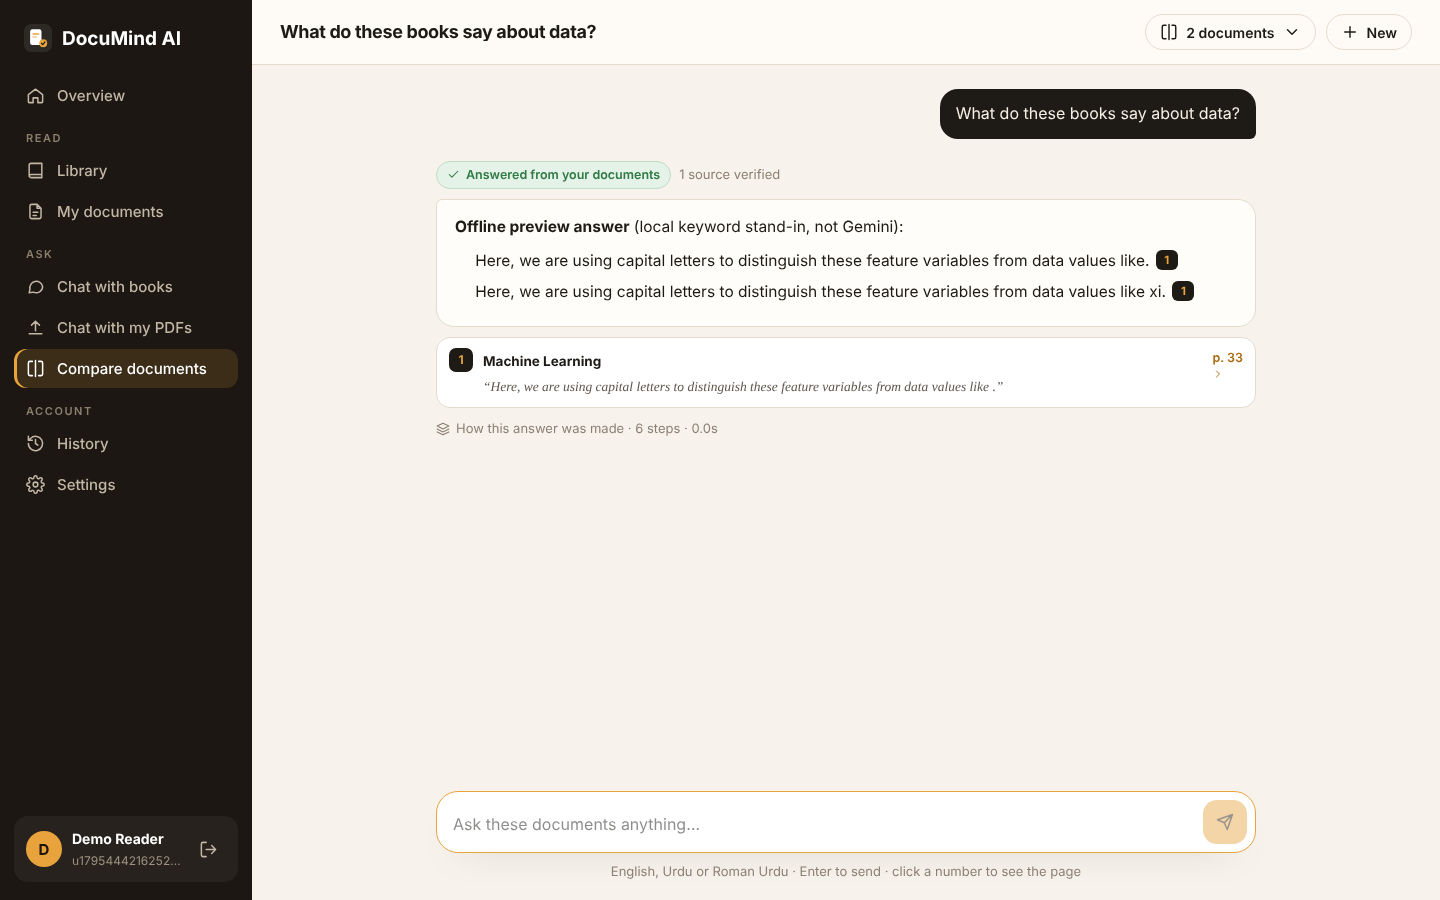 DocuMind AI
Overview
READ
Library
My documents
ASK
Chat with books
Chat with my PDFs
Compare documents
ACCOUNT
History
Settings
D
Demo Reader
u1795444216252...
What do these books say about data?
2 documents
New
What do these books say about data?
Answered from your documents 1 source verified
Offline preview answer (local keyword stand-in, not Gemini):
Here, we are using capital letters to distinguish these feature variables from data values like. 1
Here, we are using capital letters to distinguish these feature variables from data values like xi. 1
1 Machine Learning p. 33
“Here, we are using capital letters to distinguish these feature variables from data values like .”
How this answer was made · 6 steps · 0.0s
Ask these documents anything...
English, Urdu or Roman Urdu · Enter to send · click a number to see the page